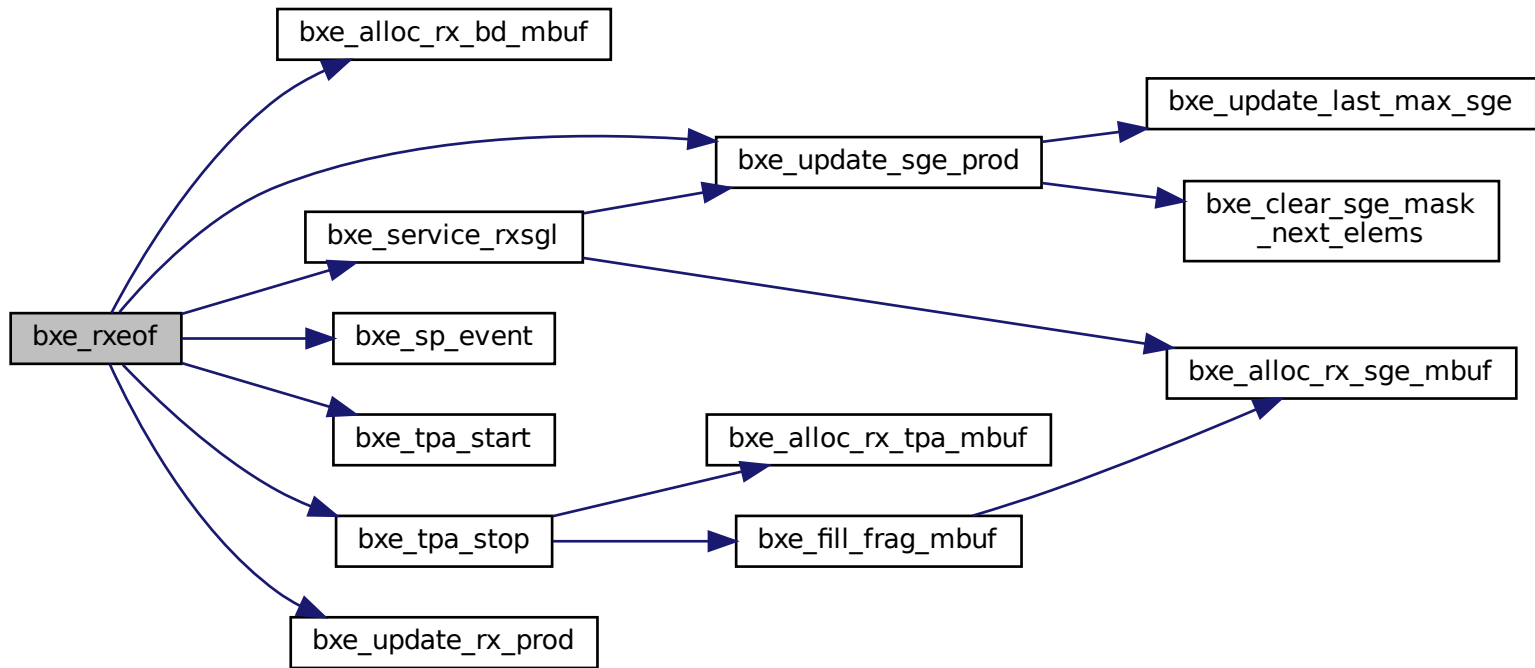 bxe_alloc_rx_bd_mbuf
bxe_update_last_max_sge
bxe_update_sge_prod
bxe_clear_sge_mask
_next_elems
bxe_service_rxsgl
bxe_rxeof
bxe_sp_event
bxe_alloc_rx_sge_mbuf
bxe_tpa_start
bxe_alloc_rx_tpa_mbuf
bxe_tpa_stop
bxe_fill_frag_mbuf
bxe_update_rx_prod